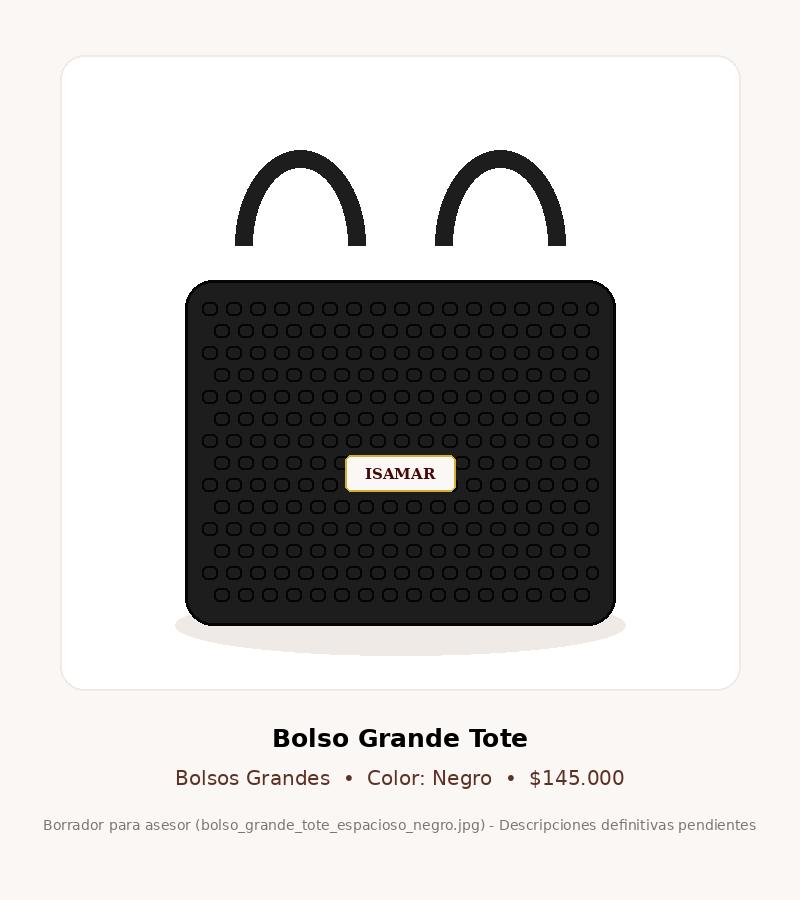 ISAMAR
Bolso Grande Tote
Bolsos Grandes • Color: Negro • $145.000
Borrador para asesor (bolso_grande_tote_espacioso_negro.jpg) - Descripciones definitivas pendientes